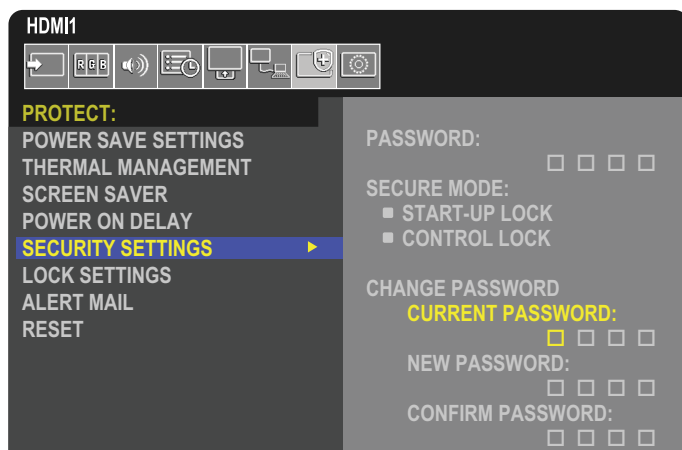 HDMI1
RGB
PROTECT:
POWER SAVE SETTINGS
THERMAL MANAGEMENT
SCREEN SAVER
POWER ON DELAY
SECURITY SETTINGS
LOCK SETTINGS
ALERT MAIL
RESET
PASSWORD:
SECURE MODE:
START-UP LOCK
CONTROL LOCK
CHANGE PASSWORD
CURRENT PASSWORD:
NEW PASSWORD:
CONFIRM PASSWORD: